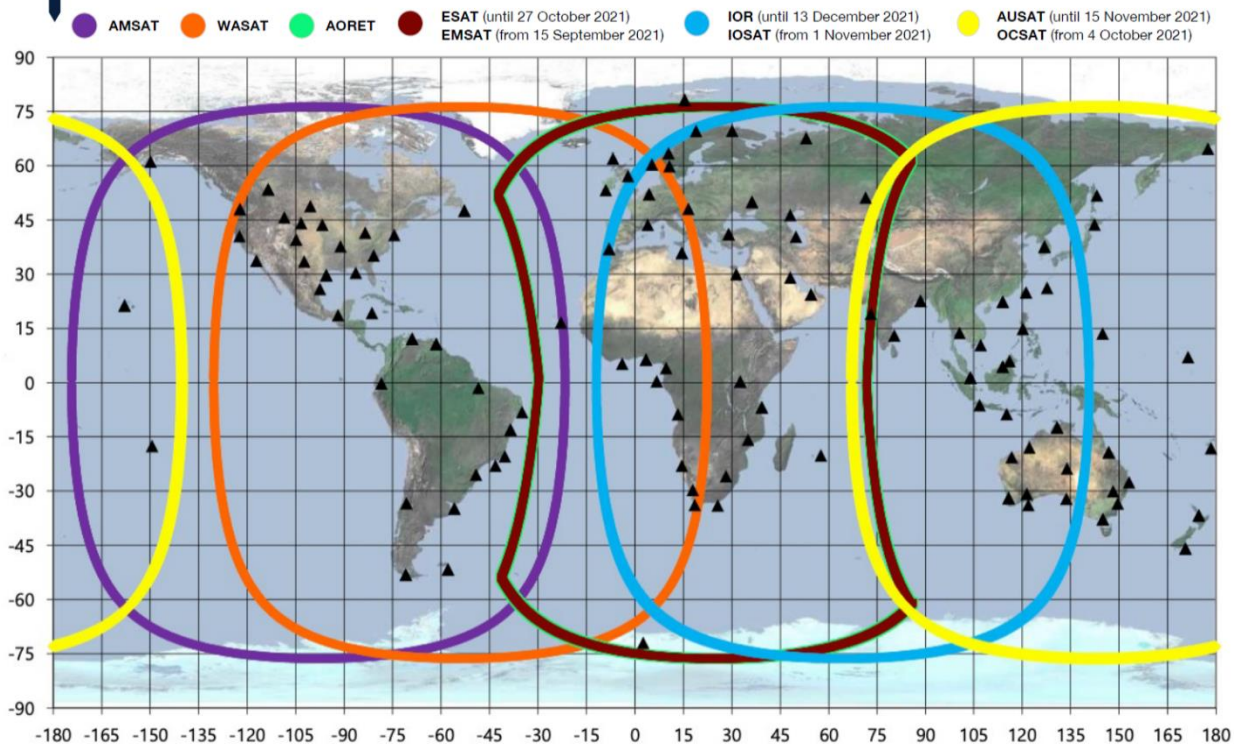 AMSAT
WASAT
AORET
ESAT (until 27 October 2021)
EMSAT (from 15 September 2021)
IOR (until 13 December 2021)
IOSAT (from 1 November 2021)
AUSAT (until 15 November 2021)
OCSAT (from 4 October 2021)
90
75
60
45
30
15
0
-15
-30
-45
-60
-75
-90
-180 -165 -150 -135 -120 -105 -90 -75 -60 -45 -30 -15 0 15 30 45 60 75 90 105 120 135 150 165 180